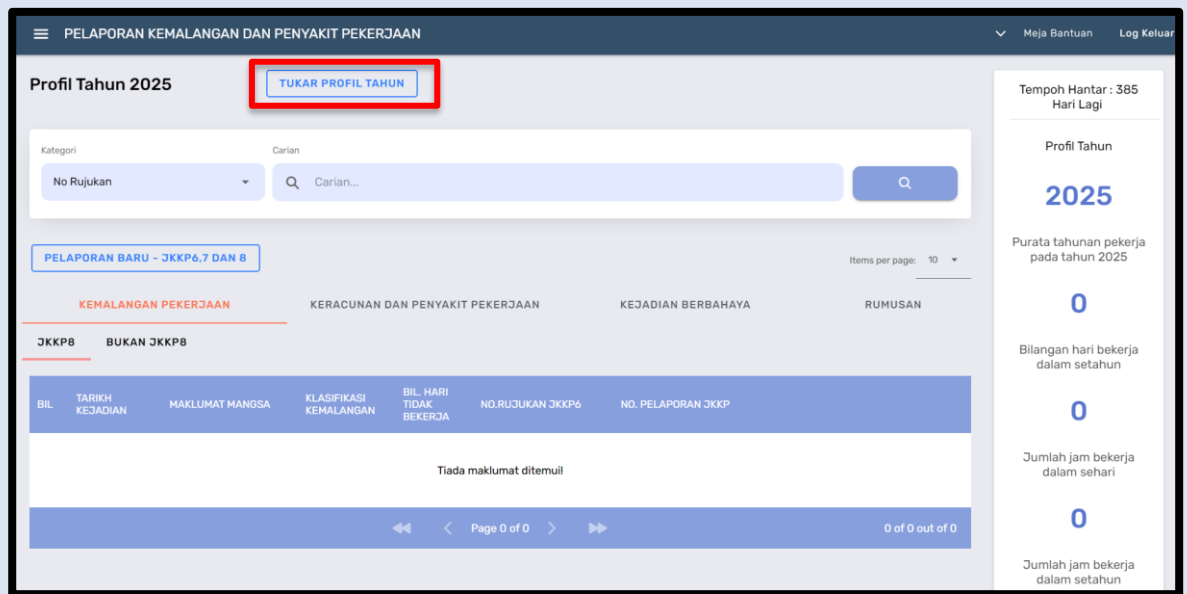 PELAPORAN KEMALANGAN DAN PENYAKIT PEKERJAAN
Meja Bantuan
Log Keluar
Profil Tahun 2025
TUKAR PROFIL TAHUN
Kategori
Carian
No Rujukan
Carian...
PELAPORAN BARU - JKKP6,7 DAN 8
Items per page: 10
KEMALANGAN PEKERJAAN
KERACUNAN DAN PENYAKIT PEKERJAAN
KEJADIAN BERBAHAYA
RUMUSAN
JKKP8
BUKAN JKKP8
BIL
TARIKH
KEJADIAN
MAKLUMAT MANGSA
KLASIFIKASI
KEMALANGAN
BIL. HARI
TIDAK
BEKERJA
NO.RUJUKAN JKKP6
NO. PELAPORAN JKKP
Tiada maklumat ditemui!
Page 0 of 0
0 of 0 out of 0
Tempoh Hantar : 385
Hari Lagi
Profil Tahun
2025
Purata tahunan pekerja
pada tahun 2025
0
Bilangan hari bekerja
dalam setahun
0
Jumlah jam bekerja
dalam sehari
0
Jumlah jam bekerja
dalam setahun